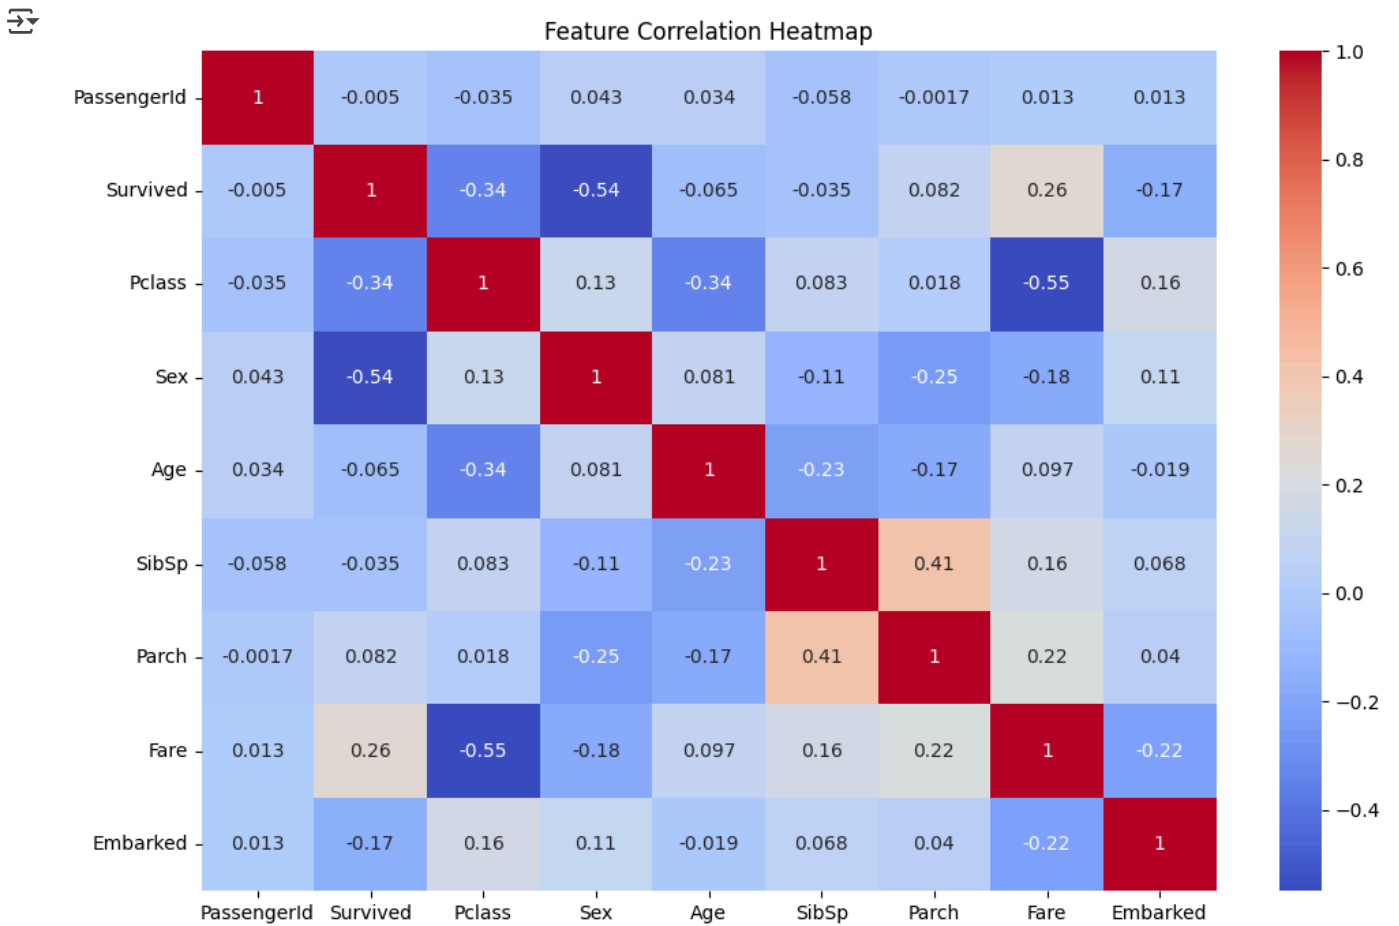 Feature Correlation Heatmap
PassengerId 1 -0.005 -0.035 0.043 0.034 -0.058 -0.0017 0.013 0.013
Survived -0.005 1 -0.34 -0.54 -0.065 -0.035 0.082 0.26 -0.17
Pclass -0.035 -0.34 1 0.13 -0.34 0.083 0.018 -0.55 0.16
Sex 0.043 -0.54 0.13 1 0.081 -0.11 -0.25 -0.18 0.11
Age 0.034 -0.065 -0.34 0.081 1 -0.23 -0.17 0.097 -0.019
SibSp -0.058 -0.035 0.083 -0.11 -0.23 1 0.41 0.16 0.068
Parch -0.0017 0.082 0.018 -0.25 -0.17 0.41 1 0.22 0.04
Fare 0.013 0.26 -0.55 -0.18 0.097 0.16 0.22 1 -0.22
Embarked 0.013 -0.17 0.16 0.11 -0.019 0.068 0.04 -0.22 1
PassengerId Survived Pclass Sex Age SibSp Parch Fare Embarked
1.0
0.8
0.6
0.4
0.2
0.0
−0.2
−0.4